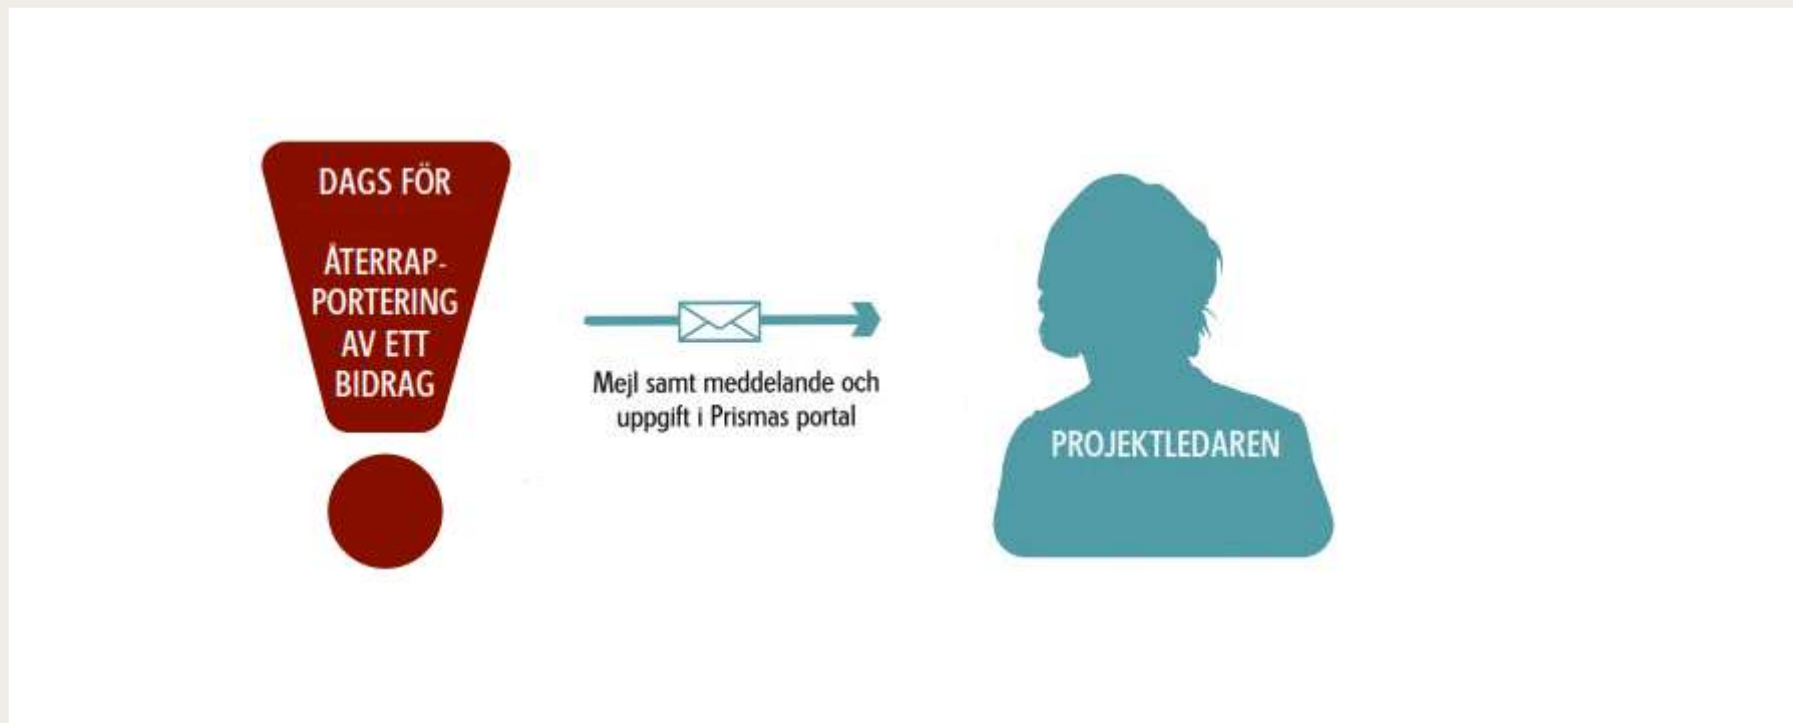 DAGS FÖR
ÅTERRAP-
PORTERING
AV ETT
BIDRAG
Mejl samt meddelande och
uppgift i Prismas portal
PROJEKTLEDAREN